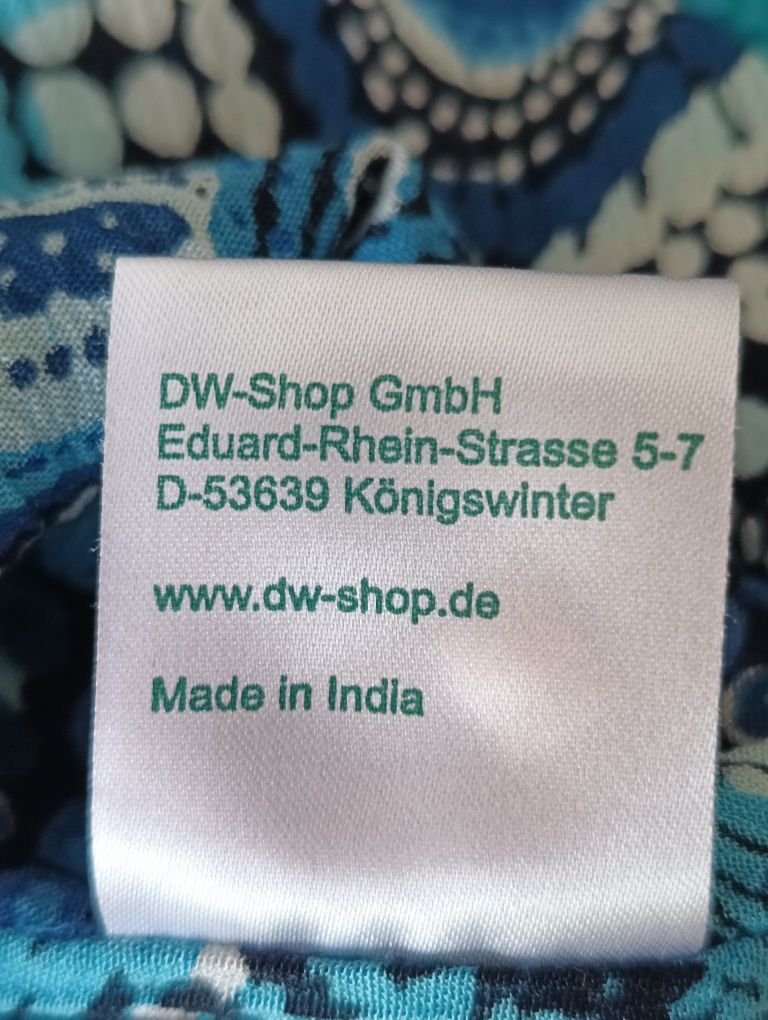 DW-Shop GmbH
Eduard-Rhein-Strasse 5-7
D-53639 Königswinter
www.dw-shop.de
Made in India